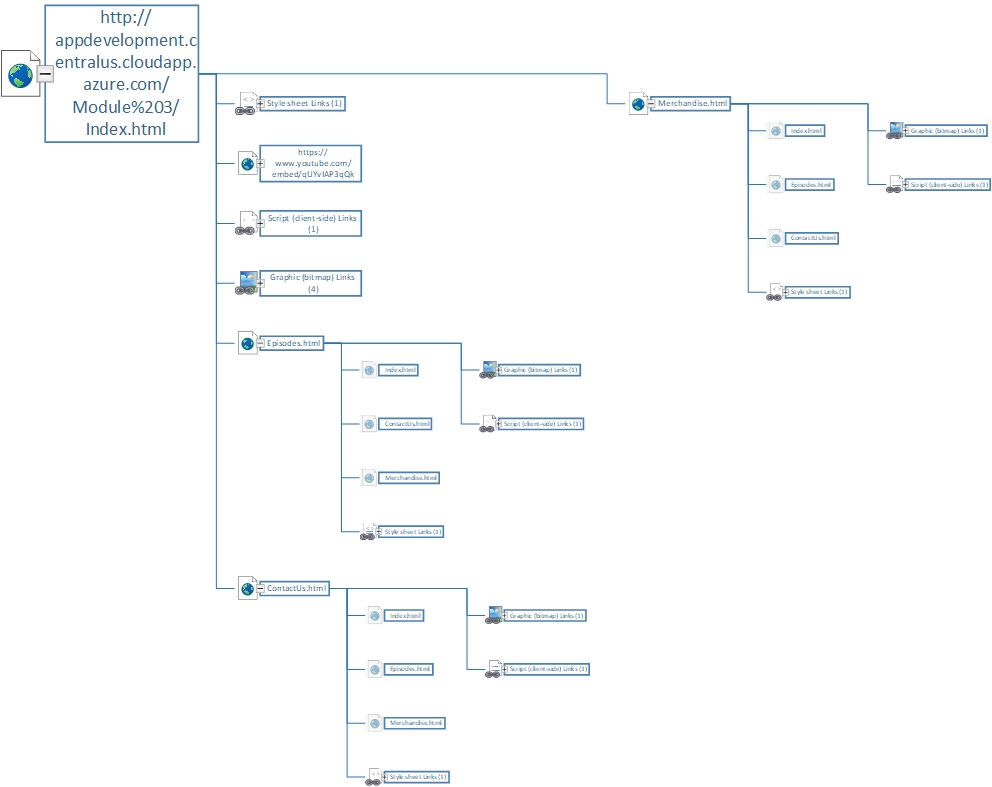 http://
appdevelopment.c
entralus.cloudapp.
azure.com/
Module%203/
Index.html
Style sheet Links (1)
https://
www.youtube.com/
embed/qUYvIAP3qQk
Script (client-side) Links
(1)
Graphic (bitmap) Links
(4)
Episodes.html
Index.html
ContactUs.html
Merchandise.html
Style sheet Links (1)
Graphic (bitmap) Links (1)
Script (client-side) Links (1)
ContactUs.html
Index.html
Episodes.html
Merchandise.html
Style sheet Links (1)
Graphic (bitmap) Links (1)
Script (client-side) Links (1)
Merchandise.html
Index.html
Episodes.html
ContactUs.html
Style sheet Links (1)
Graphic (bitmap) Links (1)
Script (client-side) Links (1)